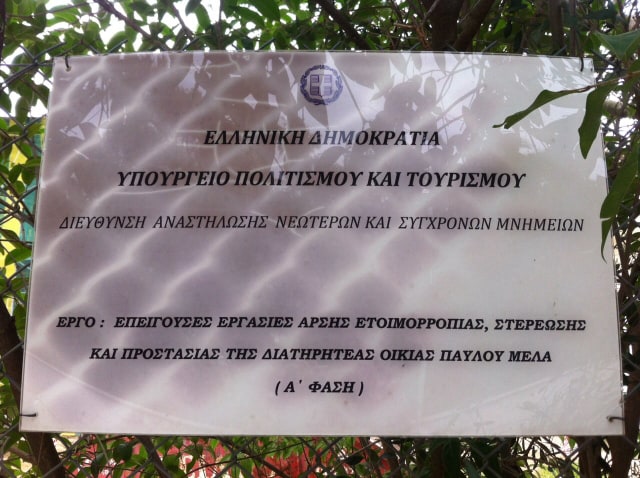 ΕΛΛΗΝΙΚΗ ΔΗΜΟΚΡΑΤΙΑ
ΥΠΟΥΡΓΕΙΟ ΠΟΛΙΤΙΣΜΟΥ ΚΑΙ ΤΟΥΡΙΣΜΟΥ
ΔΙΕΥΘΥΝΣΗ ΑΝΑΣΤΗΛΩΣΗΣ ΝΕΩΤΕΡΩΝ ΚΑΙ ΣΥΓΧΡΟΝΩΝ ΜΝΗΜΕΙΩΝ
ΕΡΓΟ : ΕΠΕΙΓΟΥΣΕΣ ΕΡΓΑΣΙΕΣ ΑΡΣΗΣ ΕΤΟΙΜΟΡΡΟΠΙΑΣ, ΣΤΕΡΕΩΣΗΣ
ΚΑΙ ΠΡΟΣΤΑΣΙΑΣ ΤΗΣ ΔΙΑΤΗΡΗΤΕΑΣ ΟΙΚΙΑΣ ΠΑΥΛΟΥ ΜΕΛΑ
( Α΄ ΦΑΣΗ )